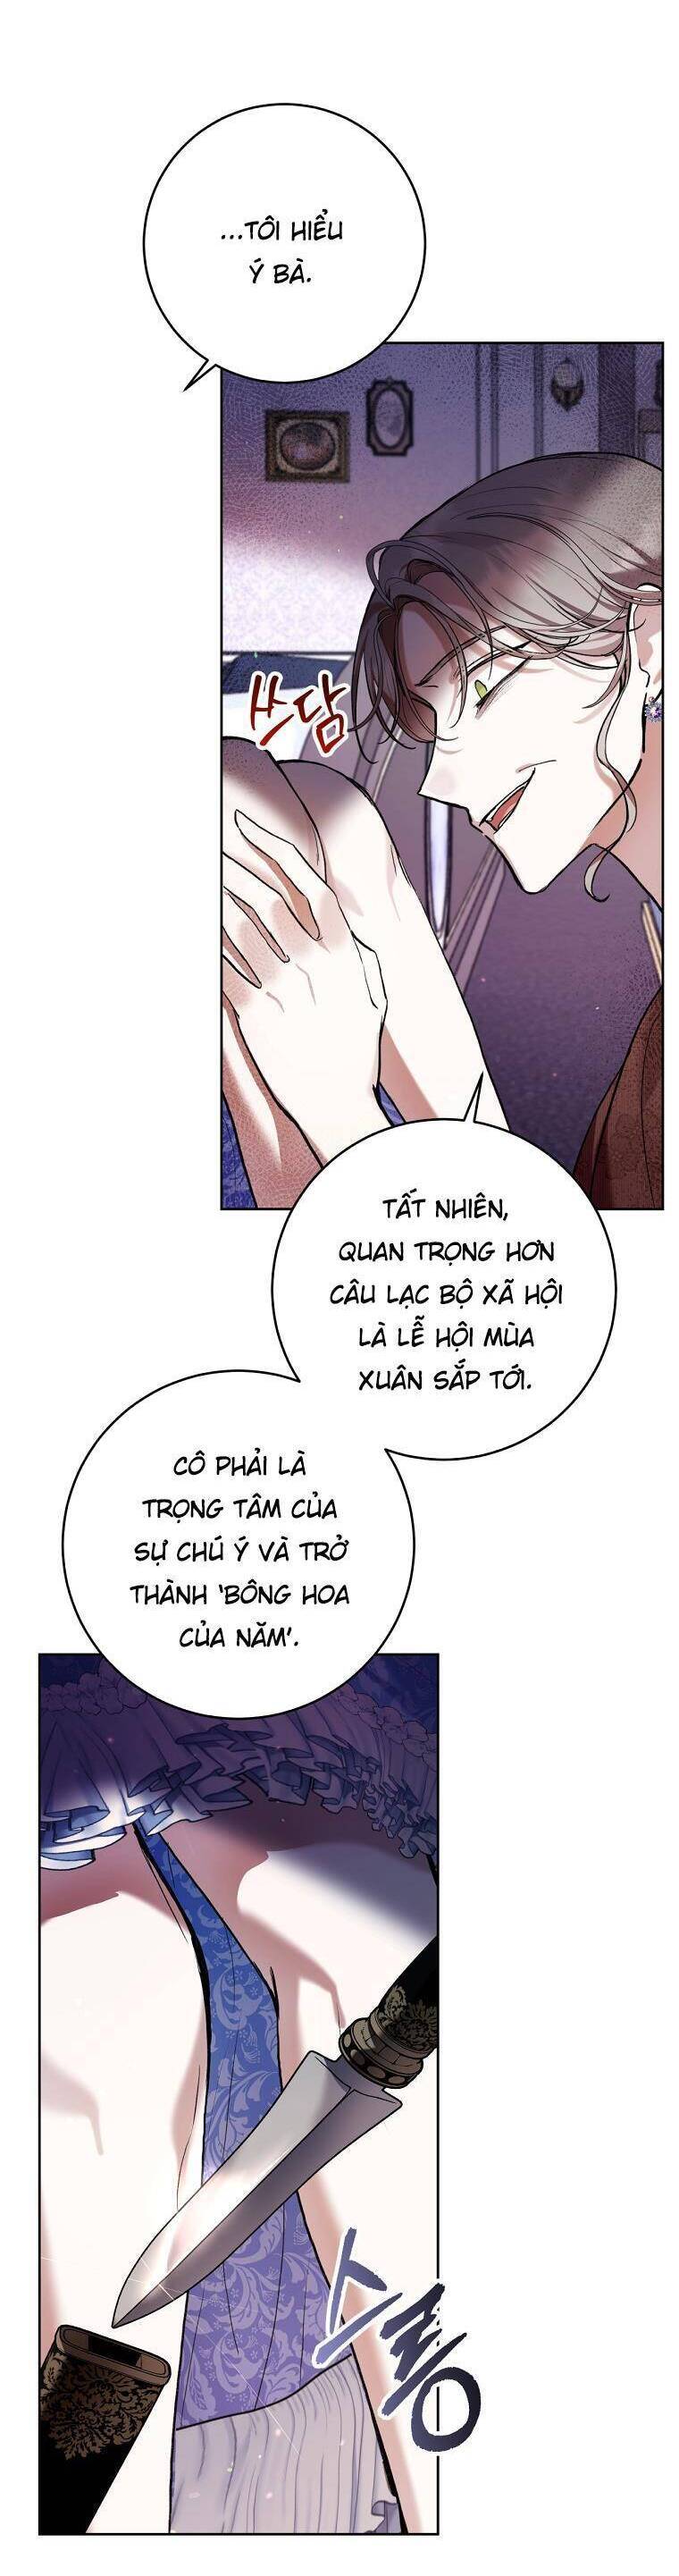 ...TÔI HIỂU
Ý BÀ.
쓰담
TẤT NHIÊN,
QUAN TRỌNG HƠN
CÂU LẠC BỘ XÃ HỘI
LÀ LỄ HỘI MÙA
XUÂN SẮP TỚI.
CÔ PHẢI LÀ
TRỌNG TÂM CỦA
SỰ CHÚ Ý VÀ TRỞ
THÀNH 'BÔNG HOA
CỦA NĂM'.
스릉